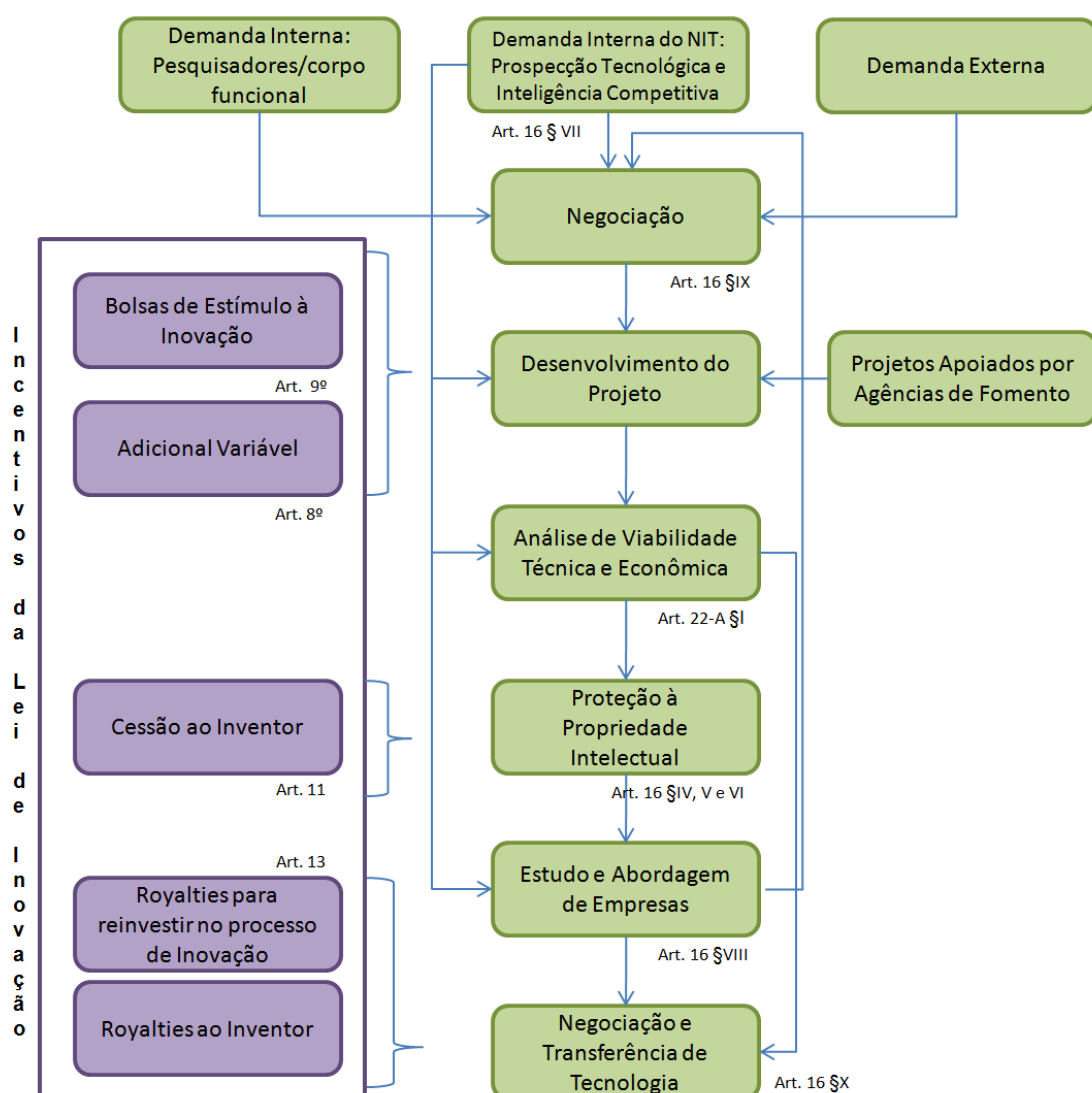 Demanda Interna:
Pesquisadores/corpo
funcional
Demanda Interna do NIT:
Prospecção Tecnológica e
Inteligência Competitiva
Demanda Externa
Art. 16 § VII
Negociação
Art. 16 §IX
Incentivos da Lei de Inovação
Bolsas de Estímulo à
Inovação
Art. 9º
Adicional Variável
Art. 8º
Desenvolvimento do
Projeto
Projetos Apoiados por
Agências de Fomento
Análise de Viabilidade
Técnica e Econômica
Art. 22-A §I
Cessão ao Inventor
Art. 11
Proteção à
Propriedade
Intelectual
Art. 16 §IV, V e VI
Art. 13
Royalties para
reinvestir no processo
de Inovação
Royalties ao Inventor
Estudo e Abordagem
de Empresas
Art. 16 §VIII
Negociação e
Transferência de
Tecnologia
Art. 16 §X